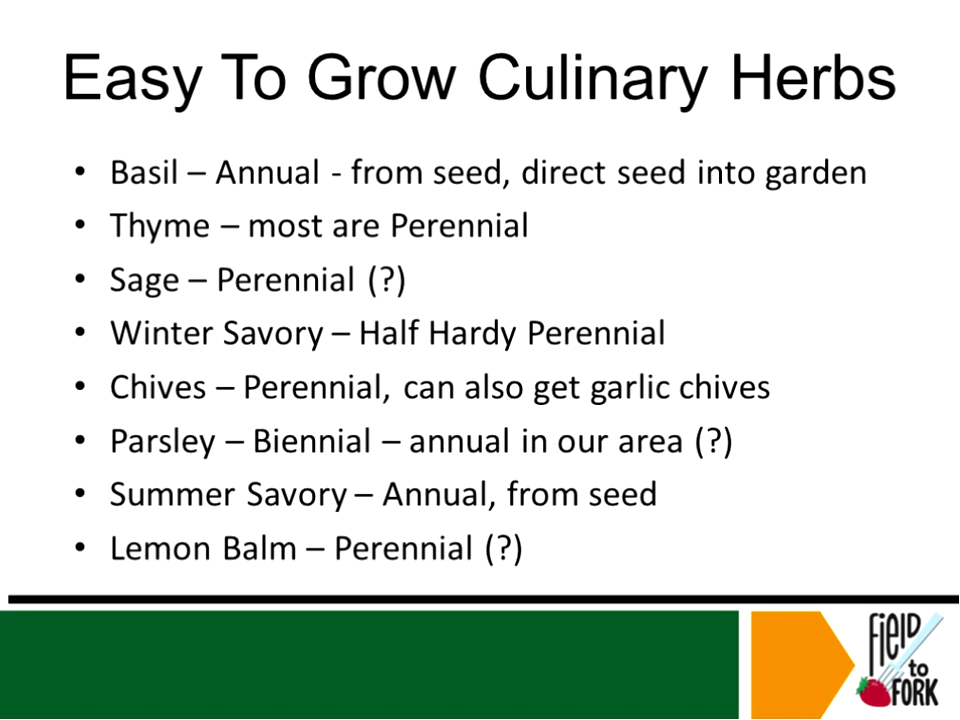 Easy To Grow Culinary Herbs
• Basil – Annual - from seed, direct seed into garden
• Thyme – most are Perennial
• Sage – Perennial (?)
• Winter Savory – Half Hardy Perennial
• Chives – Perennial, can also get garlic chives
• Parsley – Biennial – annual in our area (?)
• Summer Savory – Annual, from seed
• Lemon Balm – Perennial (?)
FiElD
to
FORK